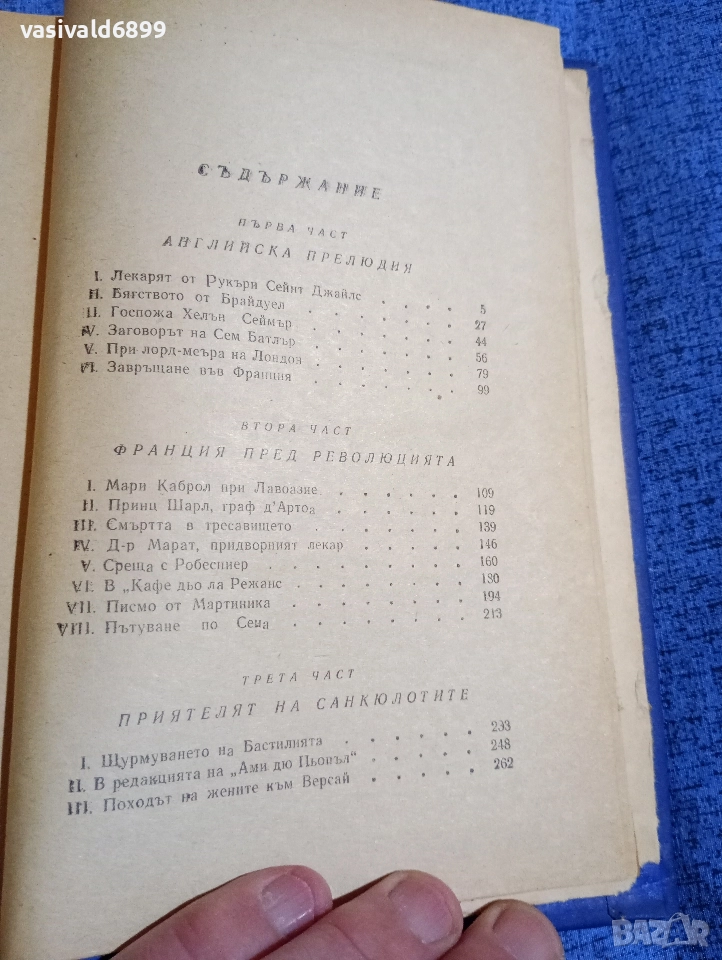 vasivald6899
СЪДЪРЖАНИЕ
ПЪРВА ЧАСТ
АНГЛИЙСКА ПРЕЛЮДИЯ
I. Лекарят от Рукъри Сейнт Джайлс . . . . 5
II. Бягството от Брайдуел . . . . . . 27
II. Госпожа Хелън Сеймър . . . . . . 44
IV. Заговорът на Сем Батлър . . . . . 56
V. При лорд-меъра на Лондон . . . . . 79
VI. Завръщане във Франция . . . . . . 99
ВТОРА ЧАСТ
ФРАНЦИЯ ПРЕД РЕВОЛЮЦИЯТА
I. Мари Каброл при Лавоазие . . . . . 109
II. Принц Шарл, граф д'Артоа . . . . . 119
III. Смъртта в тресавището . . . . . . 139
IV. Д-р Марат, придворният лекар . . . . 146
V. Среща с Робеспиер . . . . . . . 160
VI. В „Кафе дьо ла Режанс . . . . . . 180
VII. Писмо от Мартиника . . . . . . . 194
VIII. Пътуване по Сена . . . . . . . 213
ТРЕТА ЧАСТ
ПРИЯТЕЛЯТ НА САНКЮЛОТИТЕ
I. Щурмуването на Бастилията . . . . . 233
II. В редакцията на „Ами дю Пьопъл“ . . . . 248
III. Походът на жените към Версай . . . . 262
BAZAR